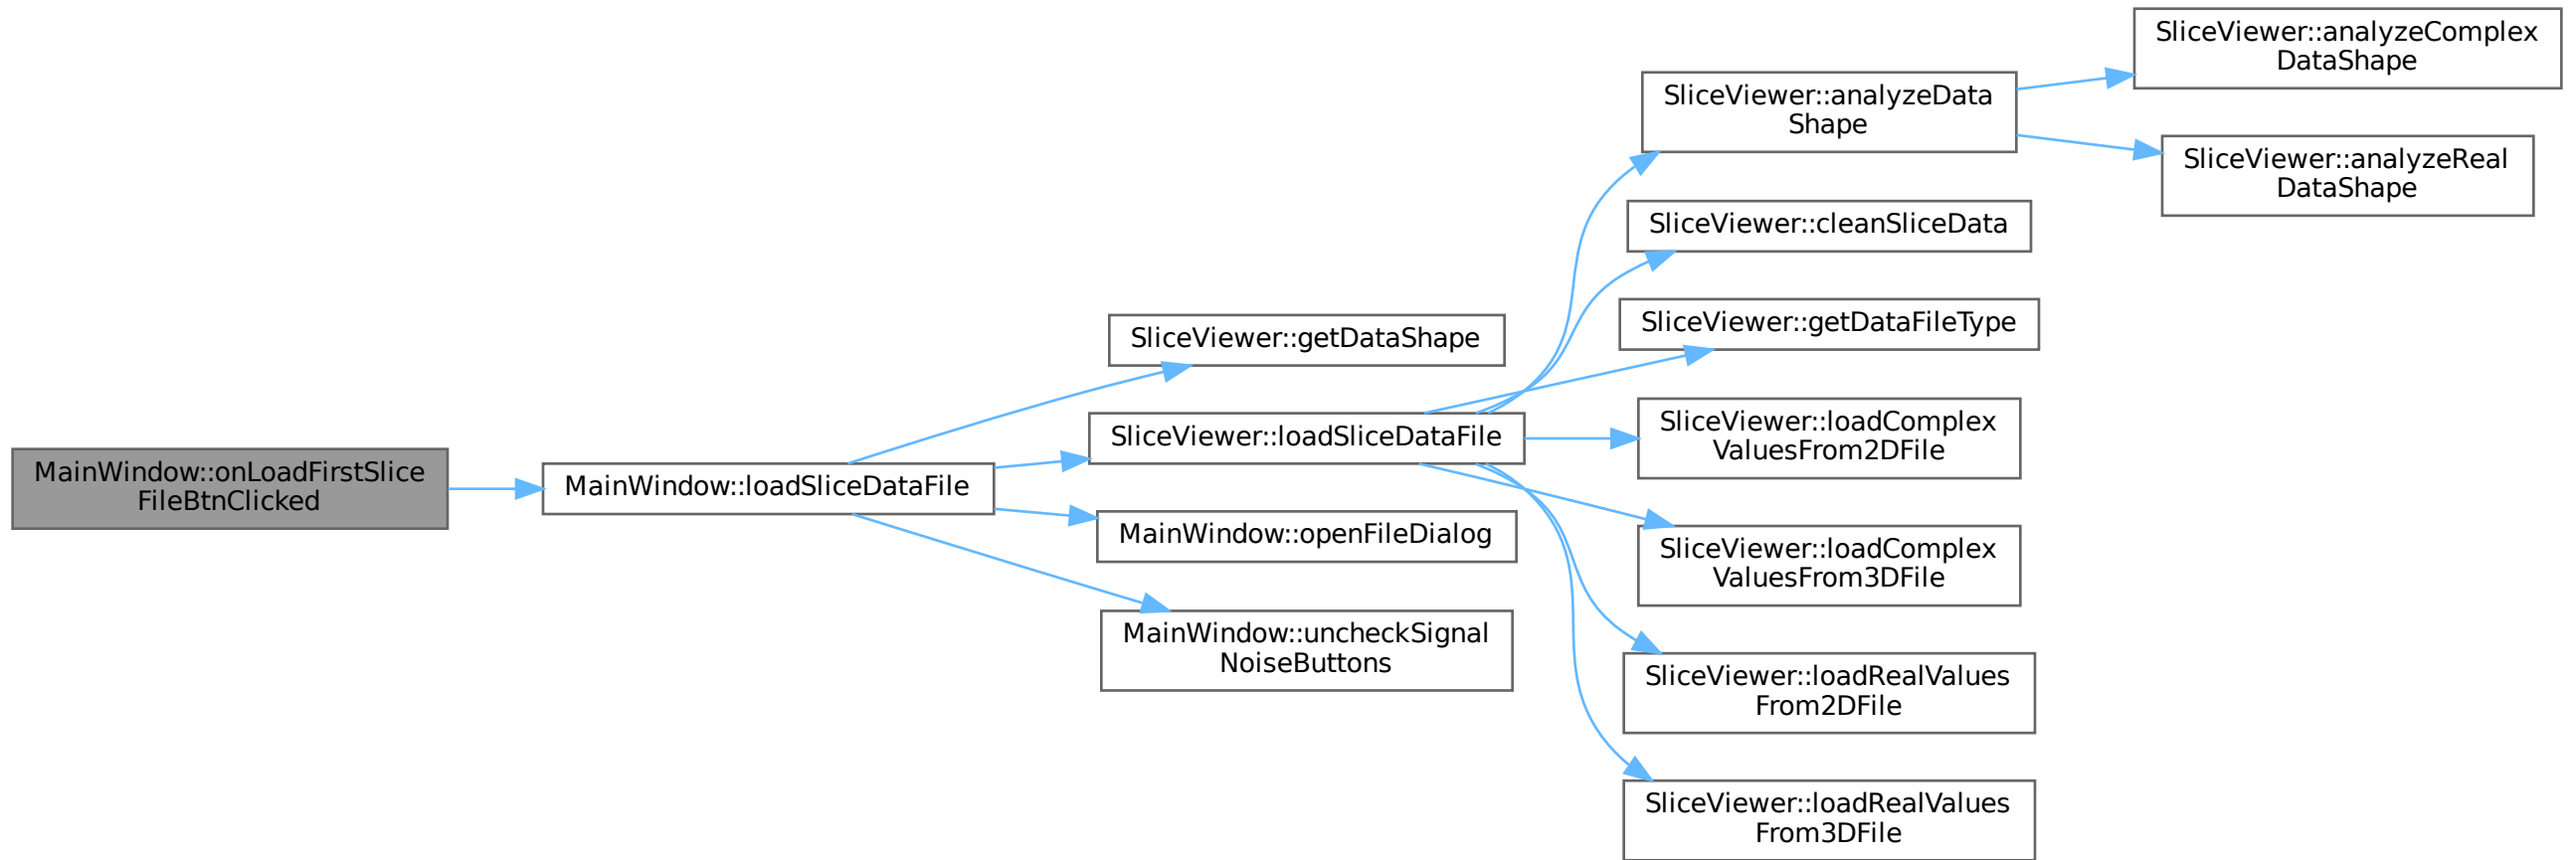 MainWindow::onLoadFirstSlice
FileBtnClicked
MainWindow::loadSliceDataFile
SliceViewer::getDataShape
SliceViewer::loadSliceDataFile
MainWindow::openFileDialog
MainWindow::uncheckSignal
NoiseButtons
SliceViewer::analyzeData
Shape
SliceViewer::cleanSliceData
SliceViewer::getDataFileType
SliceViewer::loadComplex
ValuesFrom2DFile
SliceViewer::loadComplex
ValuesFrom3DFile
SliceViewer::loadRealValues
From2DFile
SliceViewer::loadRealValues
From3DFile
SliceViewer::analyzeComplex
DataShape
SliceViewer::analyzeReal
DataShape